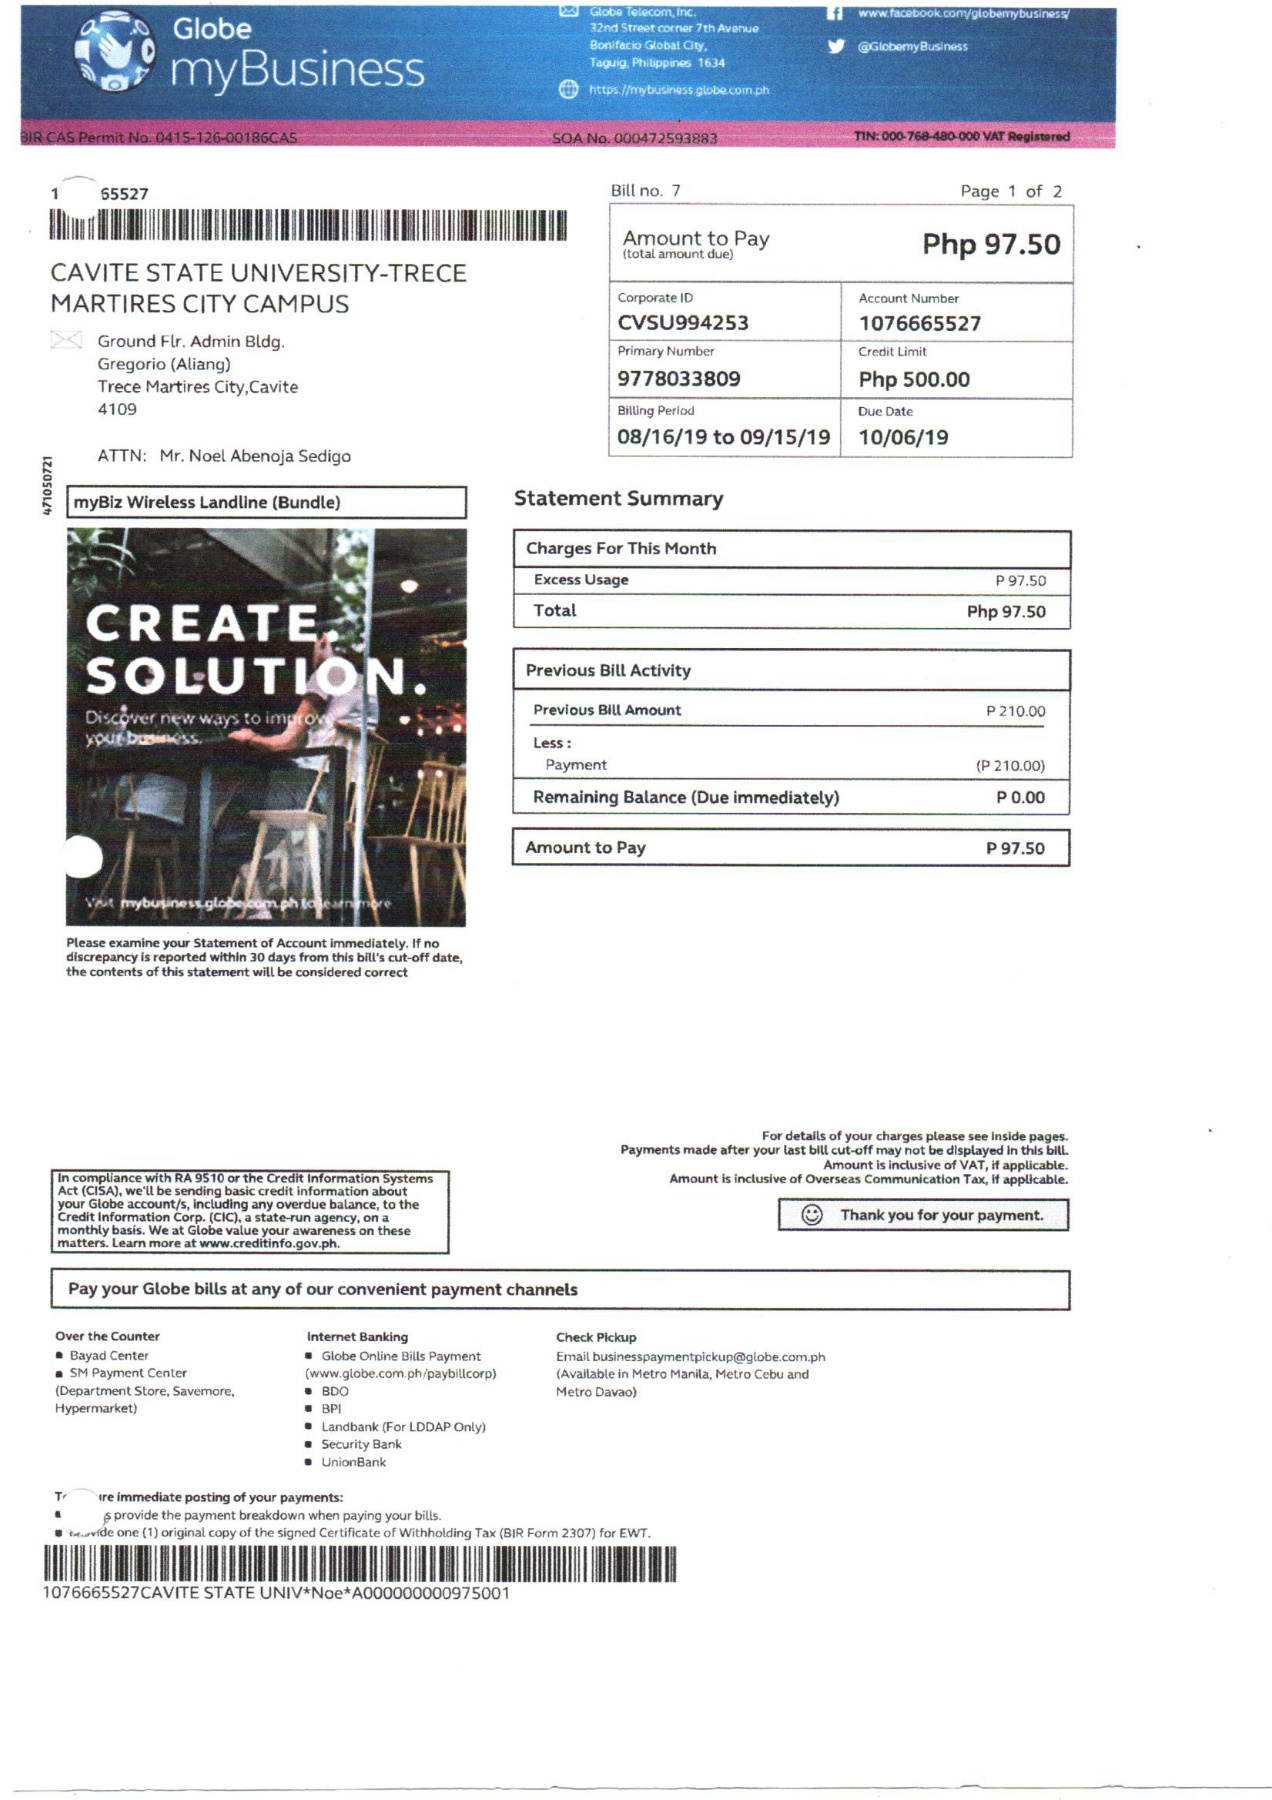 Globe
myBusiness
Globe Telecom, Inc.
32nd Street corner 7th Avenue
Bonifacio Global City,
Taguig, Philippines 1634
https://mybusiness.globe.com.ph
www.facebook.com/globemybusiness/
@GlobemyBusiness
BIR CAS Permit No. 0415-126-00186CAS
SOA No. 000472593883
TIN: 000-768-480-000 VAT Registered
1 65527
Bill no. 7
Page 1 of 2
CAVITE STATE UNIVERSITY-TRECE
MARTIRES CITY CAMPUS
Ground Flr. Admin Bldg.
Gregorio (Aliang)
Trece Martires City,Cavite
4109
ATTN: Mr. Noel Abenoja Sedigo
471050721
Amount to Pay
(total amount due)
Php 97.50
Corporate ID
CVSU994253
Account Number
1076665527
Primary Number
9778033809
Credit Limit
Php 500.00
Billing Period
08/16/19 to 09/15/19
Due Date
10/06/19
myBiz Wireless Landline (Bundle)
CREATE.
SOLUTION.
Discover new ways to improve
your business.
Visit mybusiness.globe.com.ph to learn more.
Please examine your Statement of Account immediately. If no
discrepancy is reported within 30 days from this bill's cut-off date,
the contents of this statement will be considered correct
Statement Summary
Charges For This Month
Excess Usage P 97.50
Total Php 97.50
Previous Bill Activity
Previous Bill Amount P 210.00
Less :
Payment (P 210.00)
Remaining Balance (Due immediately) P 0.00
Amount to Pay P 97.50
For details of your charges please see inside pages.
Payments made after your last bill cut-off may not be displayed in this bill.
Amount is inclusive of VAT, if applicable.
Amount is inclusive of Overseas Communication Tax, if applicable.
Thank you for your payment.
In compliance with RA 9510 or the Credit Information Systems
Act (CISA), we'll be sending basic credit information about
your Globe account/s, including any overdue balance, to the
Credit Information Corp. (CIC), a state-run agency, on a
monthly basis. We at Globe value your awareness on these
matters. Learn more at www.creditinfo.gov.ph.
Pay your Globe bills at any of our convenient payment channels
Over the Counter
Bayad Center
SM Payment Center
(Department Store, Savemore,
Hypermarket)
Internet Banking
Globe Online Bills Payment
(www.globe.com.ph/paybillcorp)
BDO
BPI
Landbank (For LDDAP Only)
Security Bank
UnionBank
Check Pickup
Email businesspaymentpickup@globe.com.ph
(Available in Metro Manila, Metro Cebu and
Metro Davao)
immediate posting of your payments:
provide the payment breakdown when paying your bills.
one (1) original copy of the signed Certificate of Withholding Tax (BIR Form 2307) for EWT.
1076665527CAVITE STATE UNIV*Noe*A000000000975001